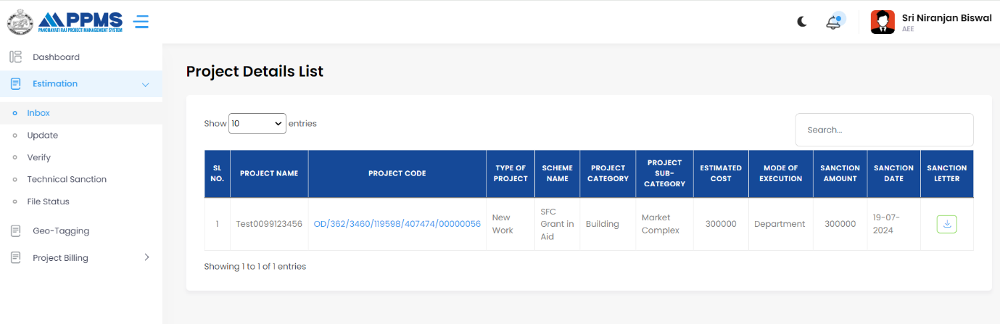 PPMS
PANCHAYATI RAJ PROJECT MANAGEMENT SYSTEM
Sri Niranjan Biswal
AEE
Dashboard
Estimation
Inbox
Update
Verify
Technical Sanction
File Status
Geo-Tagging
Project Billing
Project Details List
Show 10 entries
Search...
SL NO. PROJECT NAME PROJECT CODE TYPE OF PROJECT SCHEME NAME PROJECT CATEGORY PROJECT SUB-CATEGORY ESTIMATED COST MODE OF EXECUTION SANCTION AMOUNT SANCTION DATE SANCTION LETTER
1 Test0099123456 OD/362/3460/119598/407474/00000056 New Work SFC Grant in Aid Building Market Complex 300000 Department 300000 19-07-2024
Showing 1 to 1 of 1 entries